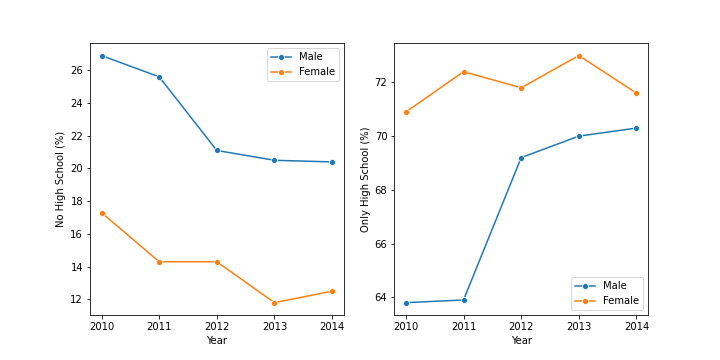 No High School (%)
26
24
22
20
18
16
14
12
2010 2011 2012 2013 2014
Year
Male
Female
Only High School (%)
72
70
68
66
64
2010 2011 2012 2013 2014
Year
Male
Female